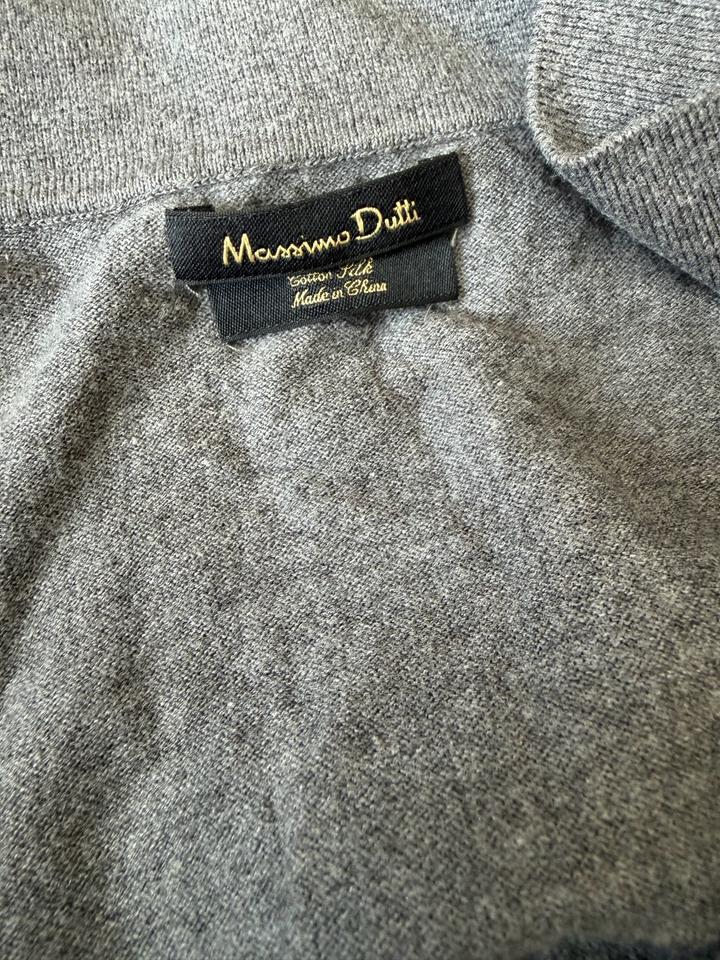 Massimo Dutti
Cotton Silk
Made in China